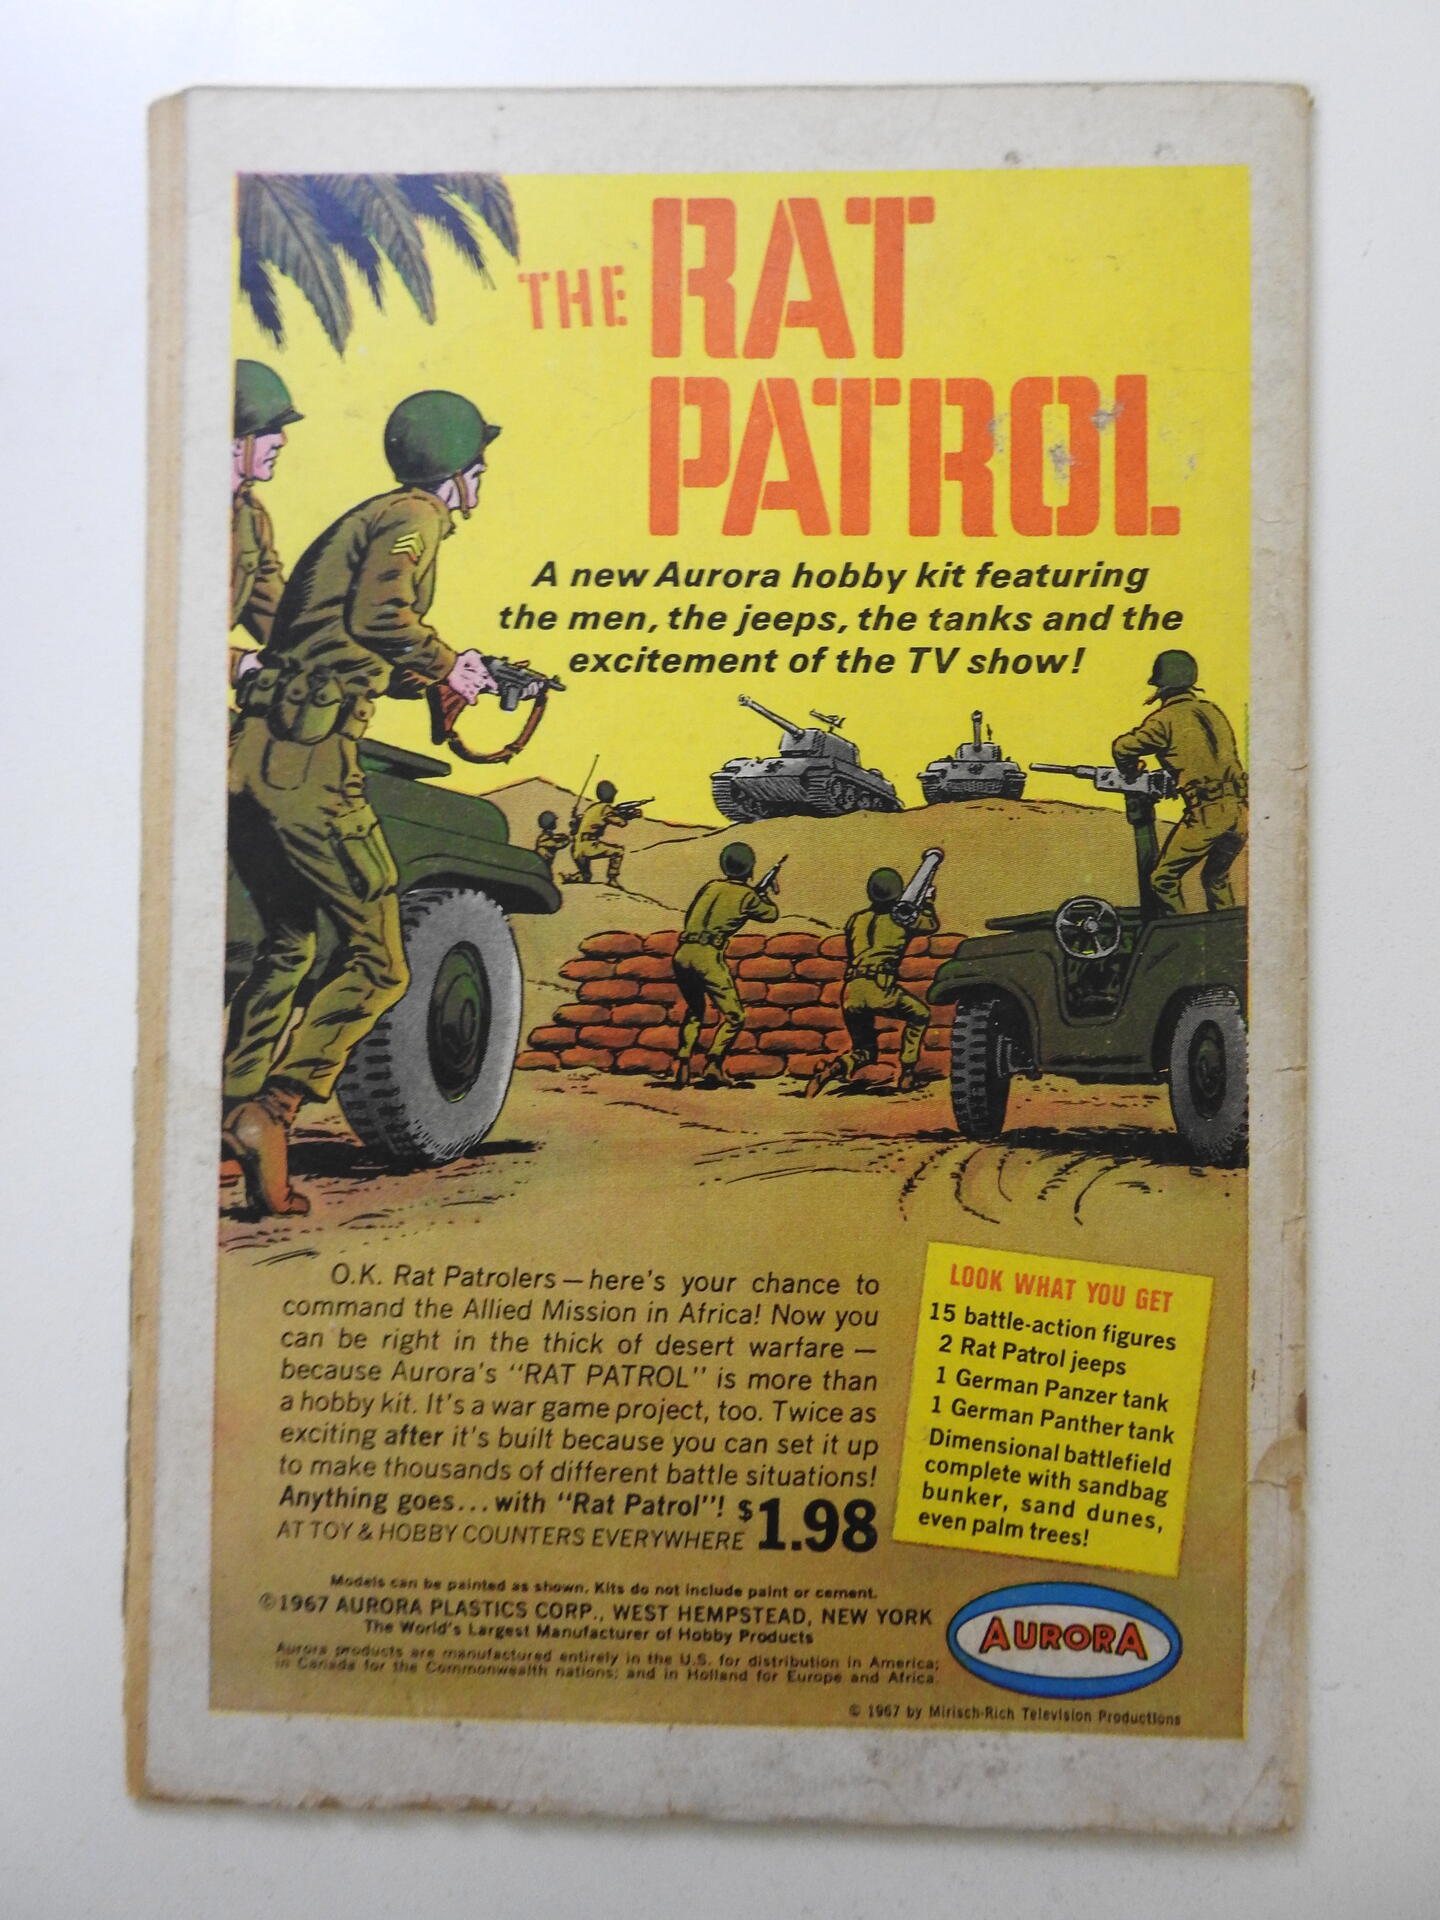 THE RAT
PATROL
A new Aurora hobby kit featuring
the men, the jeeps, the tanks and the
excitement of the TV show!
O.K. Rat Patrolers — here's your chance to
command the Allied Mission in Africa! Now you
can be right in the thick of desert warfare —
because Aurora's "RAT PATROL" is more than
a hobby kit. It's a war game project, too. Twice as
exciting after it's built because you can set it up
to make thousands of different battle situations!
Anything goes... with "Rat Patrol"! $1.98
AT TOY & HOBBY COUNTERS EVERYWHERE
LOOK WHAT YOU GET
15 battle-action figures
2 Rat Patrol jeeps
1 German Panzer tank
1 German Panther tank
Dimensional battlefield
complete with sandbag
bunker, sand dunes,
even palm trees!
Models can be painted as shown. Kits do not include paint or cement.
©1967 AURORA PLASTICS CORP., WEST HEMPSTEAD, NEW YORK
The World's Largest Manufacturer of Hobby Products
Aurora products are manufactured entirely in the U.S. for distribution in America;
in Canada for the Commonwealth nations; and in Holland for Europe and Africa.
AURORA
© 1967 by Mirisch-Rich Television Productions